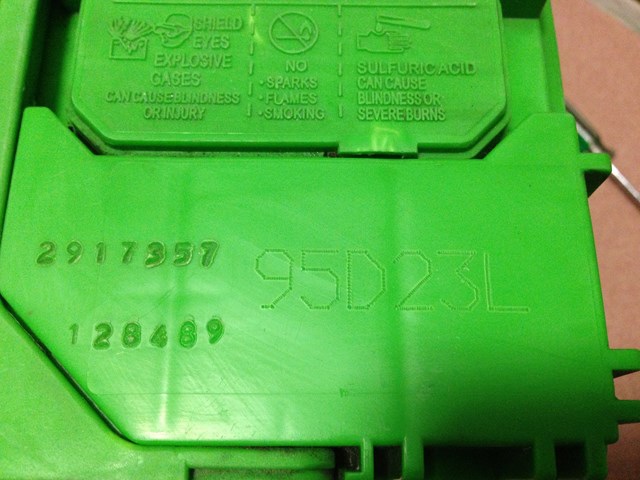 SHIELD
EYES
EXPLOSIVE
GASES
CAN CAUSE BLINDNESS
OR INJURY
NO
•SPARKS
•FLAMES
•SMOKING
SULFURIC ACID
CAN CAUSE
BLINDNESS OR
SEVERE BURNS
2917357
128489
95D23L